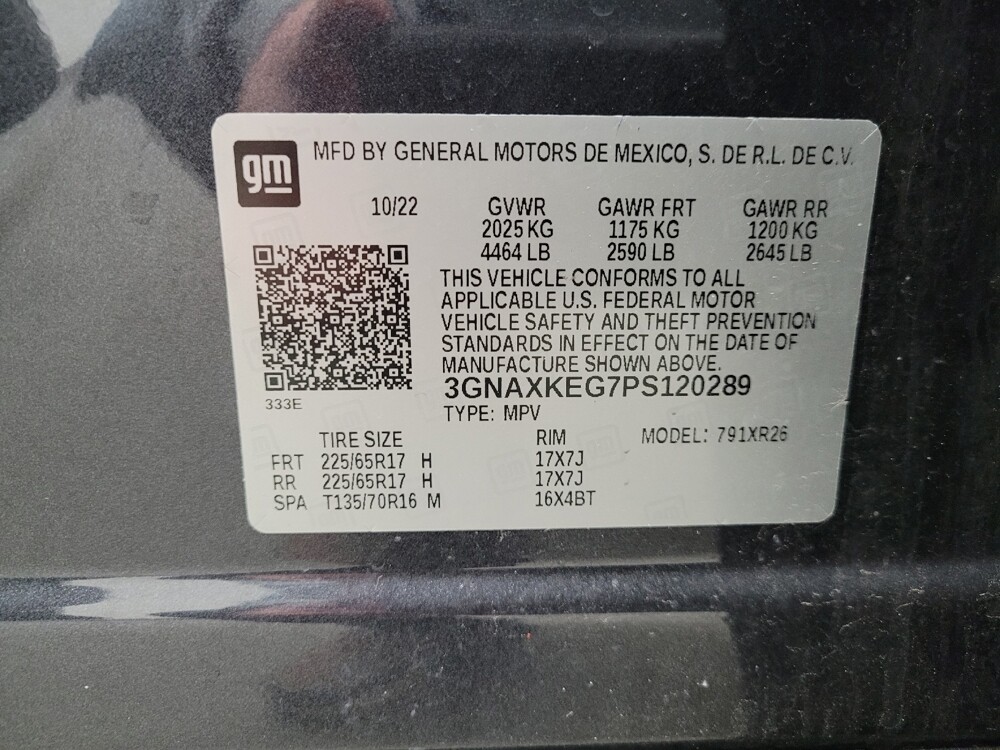 gm MFD BY GENERAL MOTORS DE MEXICO, S. DE R.L. DE C.V.
10/22 GVWR GAWR FRT GAWR RR
2025 KG 1175 KG 1200 KG
4464 LB 2590 LB 2645 LB
THIS VEHICLE CONFORMS TO ALL
APPLICABLE U.S. FEDERAL MOTOR
VEHICLE SAFETY AND THEFT PREVENTION
STANDARDS IN EFFECT ON THE DATE OF
MANUFACTURE SHOWN ABOVE.
3GNAXKEG7PS120289
333E
TYPE: MPV
TIRE SIZE RIM MODEL: 791XR26
FRT 225/65R17 H 17X7J
RR 225/65R17 H 17X7J
SPA T135/70R16 M 16X4BT